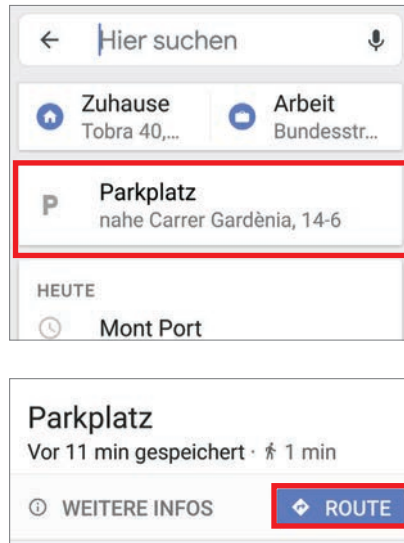 Hier suchen
Zuhause
Tobra 40,...
Arbeit
Bundesstr...
P
Parkplatz
nahe Carrer Gardènia, 14-6
HEUTE
Mont Port
Parkplatz
Vor 11 min gespeichert · 1 min
WEITERE INFOS
ROUTE